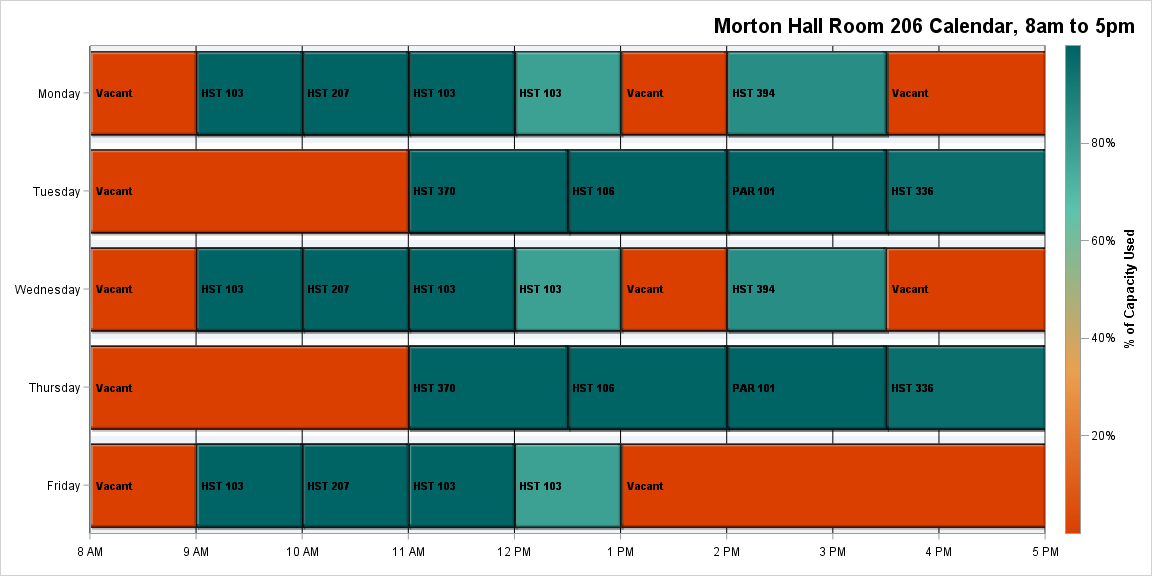 Morton Hall Room 206 Calendar, 8am to 5pm
Monday
Vacant
HST 103
HST 207
HST 103
HST 103
Vacant
HST 394
Vacant
Tuesday
Vacant
HST 370
HST 106
PAR 101
HST 336
Wednesday
Vacant
HST 103
HST 207
HST 103
HST 103
Vacant
HST 394
Vacant
Thursday
Vacant
HST 370
HST 106
PAR 101
HST 336
Friday
Vacant
HST 103
HST 207
HST 103
HST 103
Vacant
8 AM
9 AM
10 AM
11 AM
12 PM
1 PM
2 PM
3 PM
4 PM
5 PM
80%
60%
40%
20%
% of Capacity Used